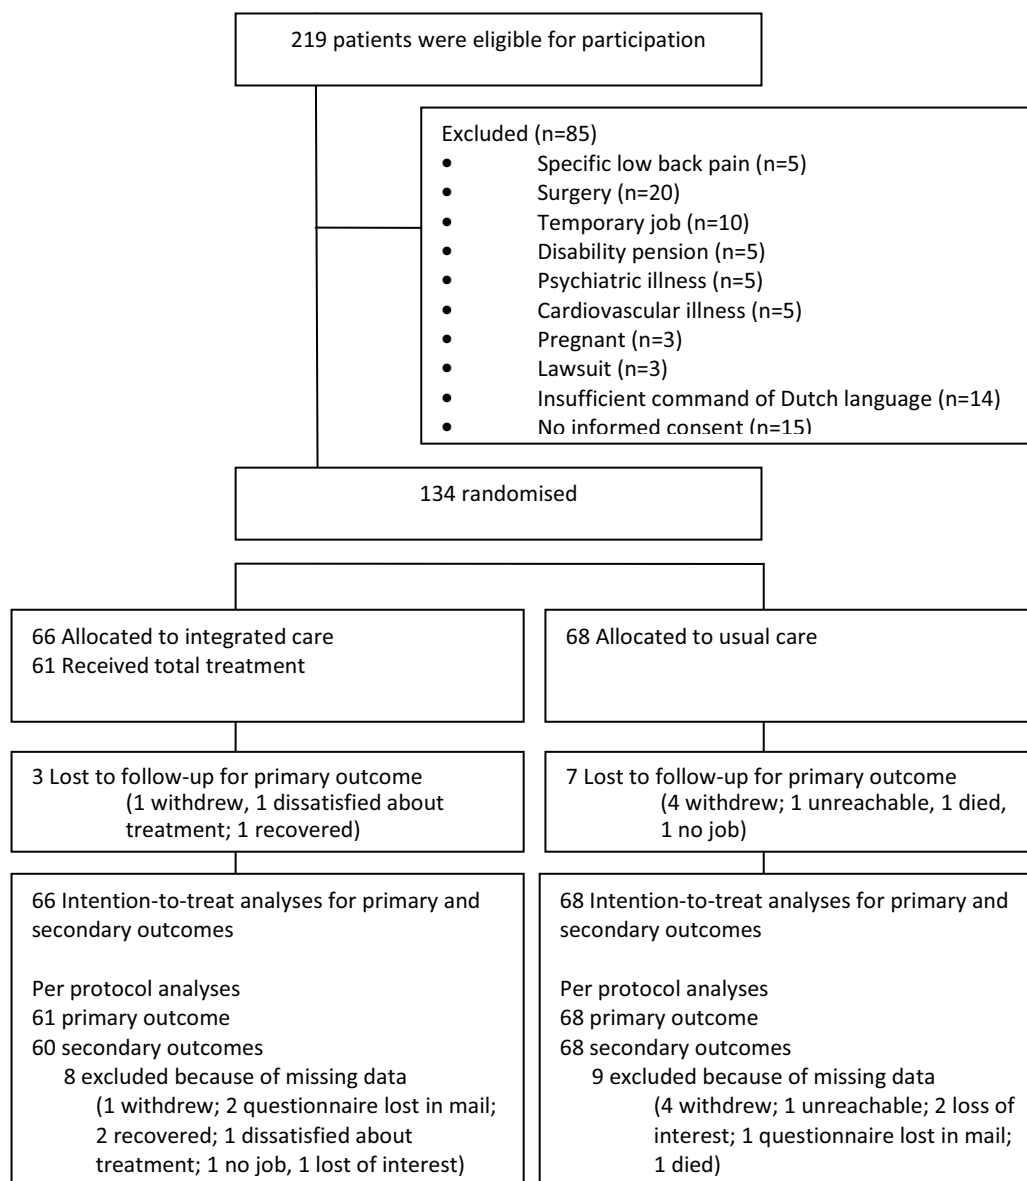 219 patients were eligible for participation
Excluded (n=85)
• Specific low back pain (n=5)
• Surgery (n=20)
• Temporary job (n=10)
• Disability pension (n=5)
• Psychiatric illness (n=5)
• Cardiovascular illness (n=5)
• Pregnant (n=3)
• Lawsuit (n=3)
• Insufficient command of Dutch language (n=14)
• No informed consent (n=15)
134 randomised
66 Allocated to integrated care
61 Received total treatment
68 Allocated to usual care
3 Lost to follow-up for primary outcome
(1 withdrew, 1 dissatisfied about
treatment; 1 recovered)
7 Lost to follow-up for primary outcome
(4 withdrew; 1 unreachable, 1 died,
1 no job)
66 Intention-to-treat analyses for primary and
secondary outcomes
Per protocol analyses
61 primary outcome
60 secondary outcomes
8 excluded because of missing data
(1 withdrew; 2 questionnaire lost in mail;
2 recovered; 1 dissatisfied about
treatment; 1 no job, 1 lost of interest)
68 Intention-to-treat analyses for primary and
secondary outcomes
Per protocol analyses
68 primary outcome
68 secondary outcomes
9 excluded because of missing data
(4 withdrew; 1 unreachable; 2 loss of
interest; 1 questionnaire lost in mail;
1 died)